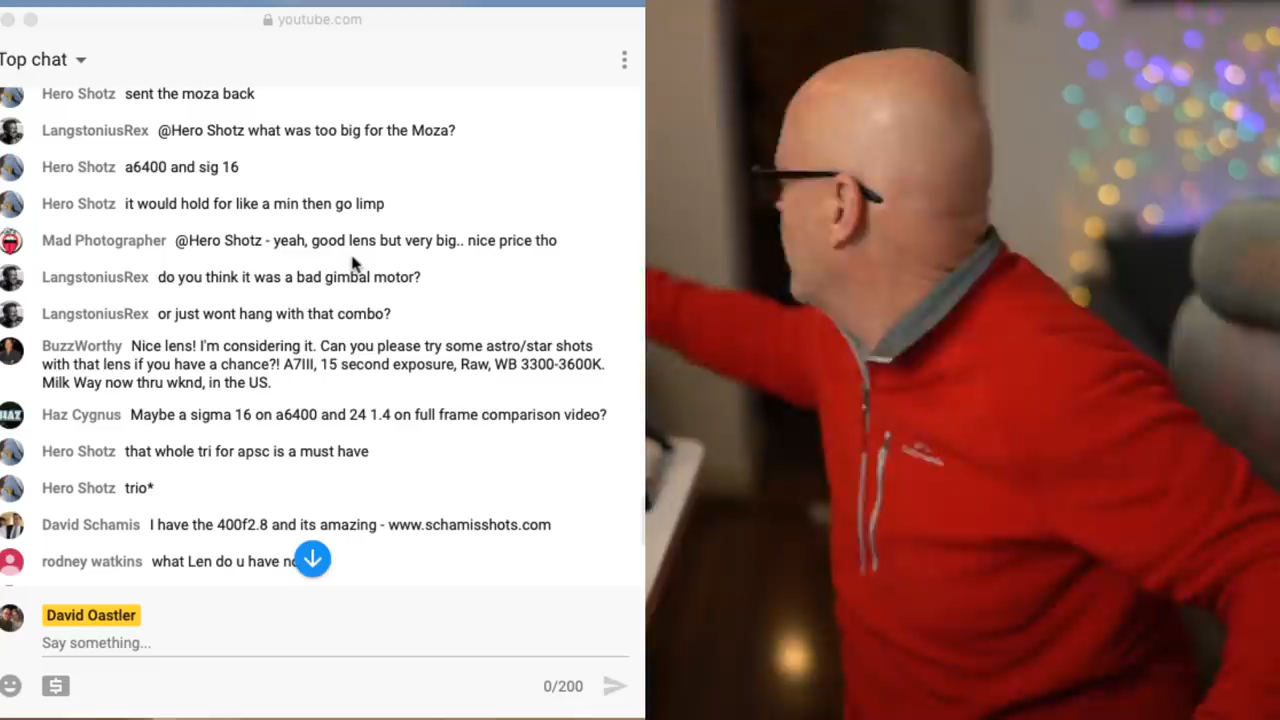 youtube.com
Top chat
Hero Shotz sent the moza back
LangstoniusRex @Hero Shotz what was too big for the Moza?
Hero Shotz a6400 and sig 16
Hero Shotz it would hold for like a min then go limp
Mad Photographer @Hero Shotz - yeah, good lens but very big.. nice price tho
LangstoniusRex do you think it was a bad gimbal motor?
LangstoniusRex or just wont hang with that combo?
BuzzWorthy Nice lens! I'm considering it. Can you please try some astro/star shots
with that lens if you have a chance?! A7III, 15 second exposure, Raw, WB 3300-3600K.
Milk Way now thru wknd, in the US.
HAZ Haz Cygnus Maybe a sigma 16 on a6400 and 24 1.4 on full frame comparison video?
Hero Shotz that whole tri for apsc is a must have
Hero Shotz trio*
David Schamis I have the 400f2.8 and its amazing - www.schamisshots.com
rodney watkins what Len do u have
David Oastler
Say something...
0/200